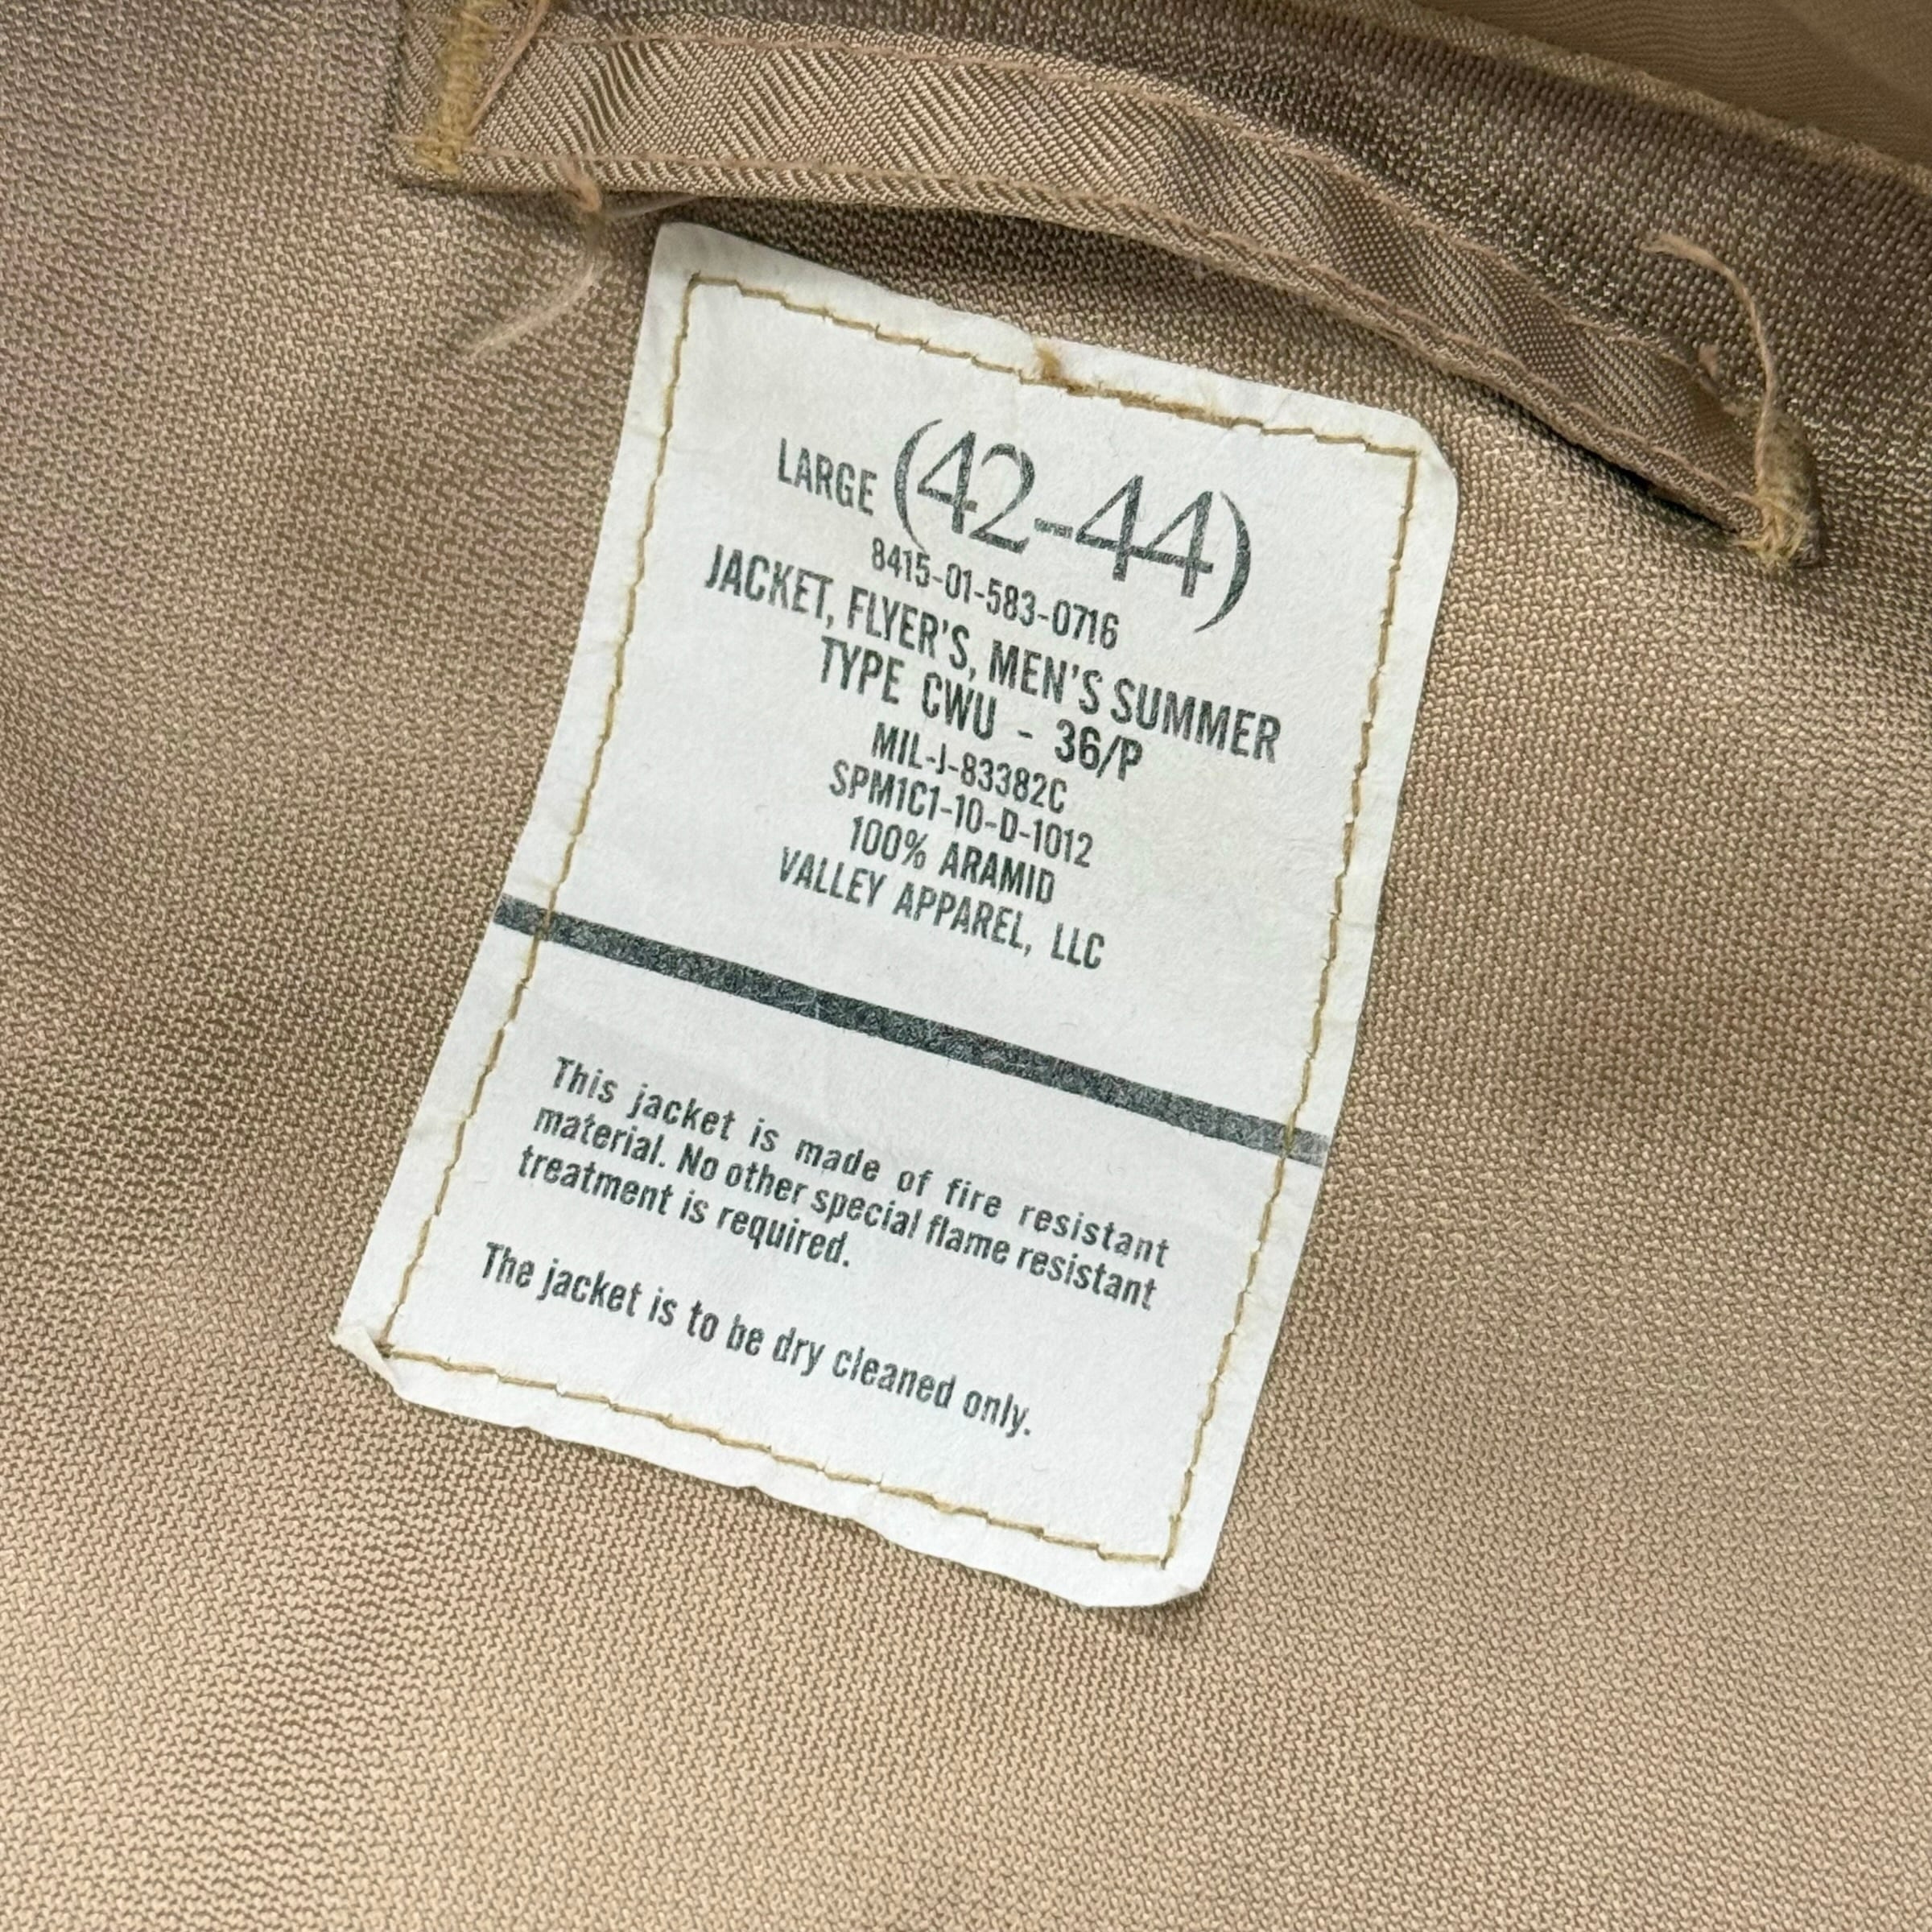 LARGE (42-44)
8415-01-583-0716
JACKET, FLYER'S, MEN'S SUMMER
TYPE CWU - 36/P
MIL-J-83382C
SPM1C1-10-D-1012
100% ARAMID
VALLEY APPAREL, LLC
This jacket is made of fire resistant
material. No other special flame resistant
treatment is required.
The jacket is to be dry cleaned only.